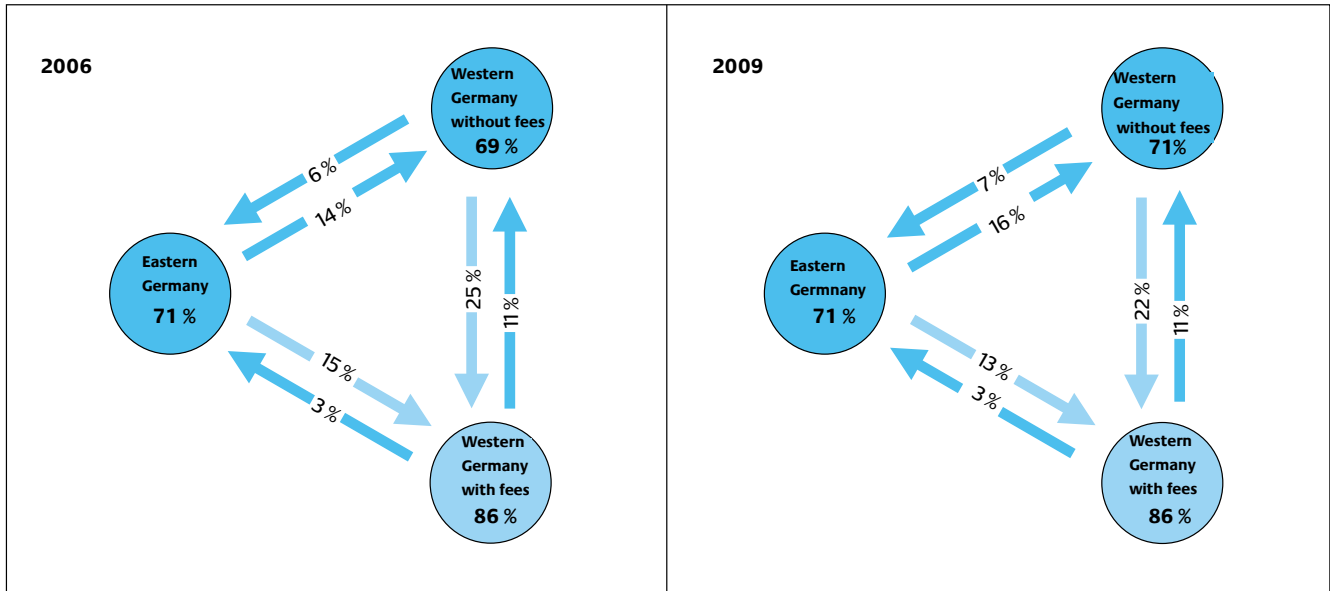 2006
Western
Germany
without fees
69 %
6 %
14 %
Eastern
Germany
71 %
25 %
11 %
15 %
3 %
Western
Germany
with fees
86 %
2009
Western
Germany
without fees
71%
7 %
16 %
Eastern
Germnany
71 %
22 %
11 %
13 %
3 %
Western
Germany
with fees
86 %